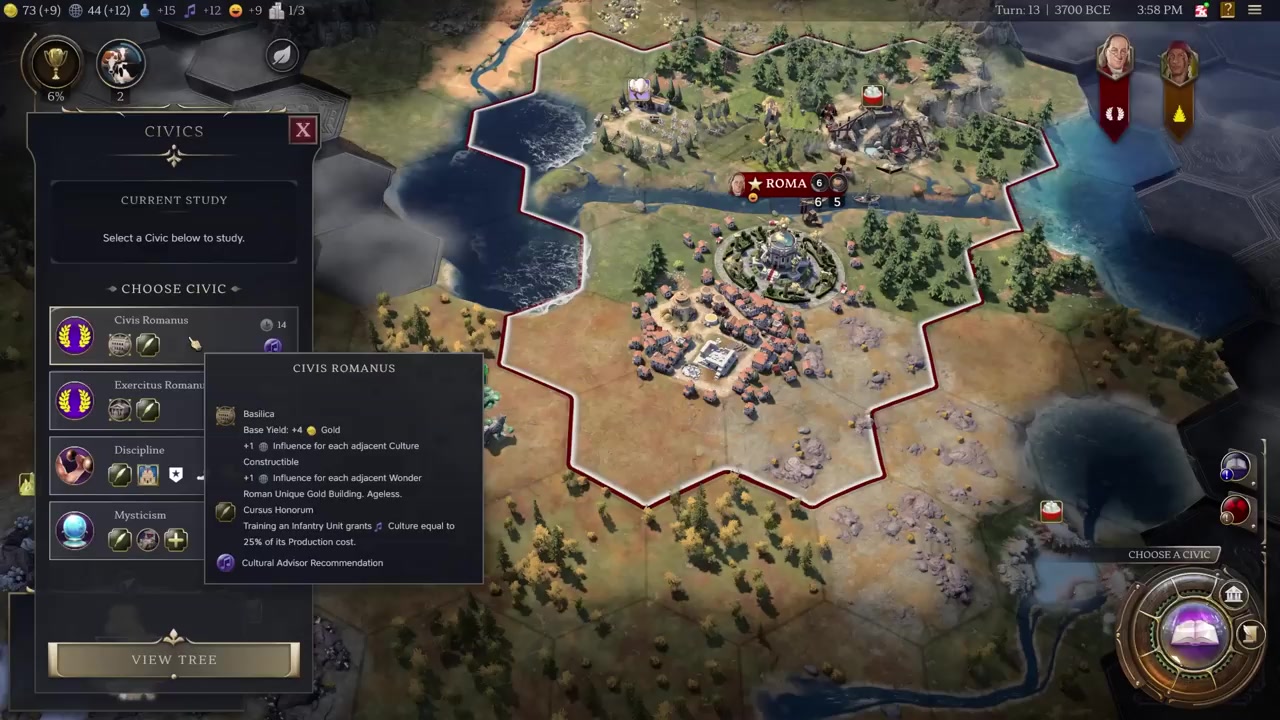 73 (+9) 44 (+12) +15 +12 +9 1/3
Turn: 13 | 3700 BCE 3:58 PM ?
6%
2
CIVICS
X
CURRENT STUDY
Select a Civic below to study.
CHOOSE CIVIC
Civis Romanus
14
Exercitus Romanu
Discipline
Mysticism
VIEW TREE
CIVIS ROMANUS
Basilica
Base Yield: +4 Gold
+1 Influence for each adjacent Culture
Constructible
+1 Influence for each adjacent Wonder
Roman Unique Gold Building. Ageless.
Cursus Honorum
Training an Infantry Unit grants Culture equal to
25% of its Production cost.
Cultural Advisor Recommendation
ROMA 6
6 5
CHOOSE A CIVIC